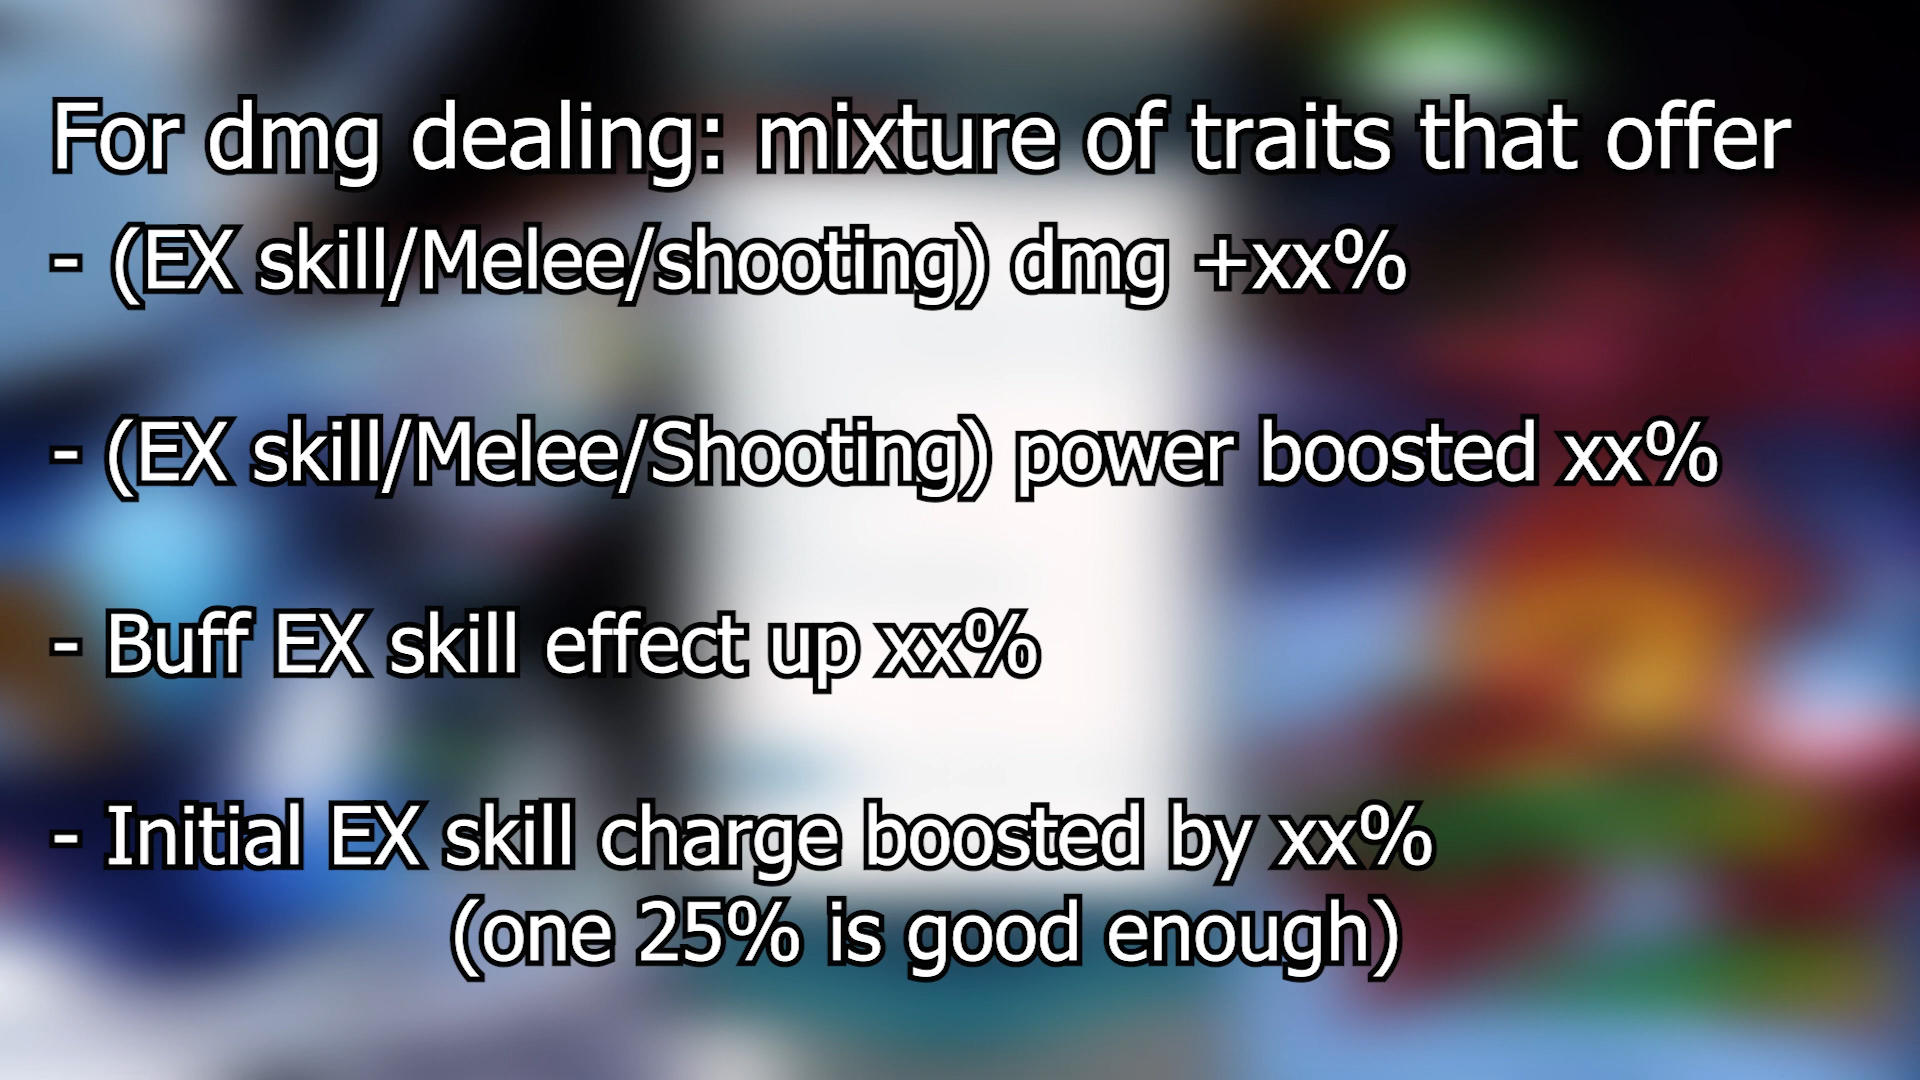 For dmg dealing: mixture of traits that offer
- (EX skill/Melee/shooting) dmg +xx%
- (EX skill/Melee/Shooting) power boosted xx%
- Buff EX skill effect up xx%
- Initial EX skill charge boosted by xx%
(one 25% is good enough)